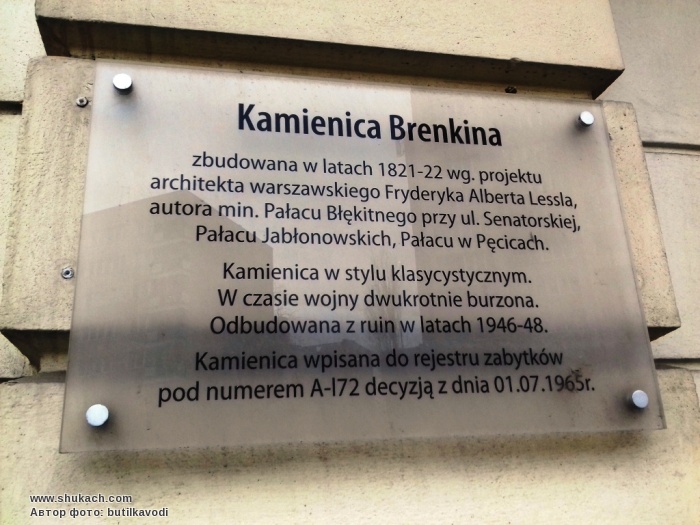 Kamienica Brenkina
zbudowana w latach 1821-22 wg. projektu
architekta warszawskiego Fryderyka Alberta Lessla,
autora min. Pałacu Błękitnego przy ul. Senatorskiej,
Pałacu Jabłonowskich, Pałacu w Pęcicach.
Kamienica w stylu klasycystycznym.
W czasie wojny dwukrotnie burzona.
Odbudowana z ruin w latach 1946-48.
Kamienica wpisana do rejestru zabytków
pod numerem A-I72 decyzją z dnia 01.07.1965r.
www.shukach.com
Автор фото: butilkavodi